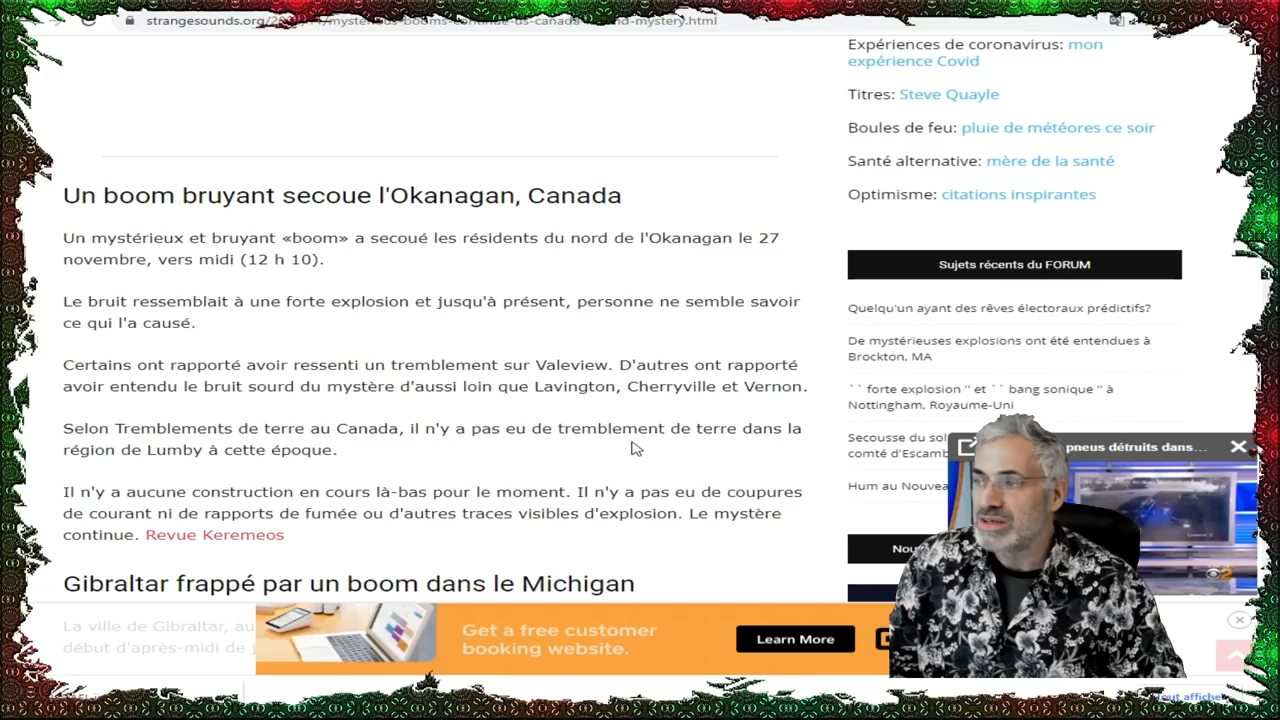 strangesounds.org/20
Un boom bruyant secoue l'Okanagan, Canada
Un mystérieux et bruyant «boom» a secoué les résidents du nord de l'Okanagan le 27
novembre, vers midi (12 h 10).
Le bruit ressemblait à une forte explosion et jusqu'à présent, personne ne semble savoir
ce qui l'a causé.
Certains ont rapporté avoir ressenti un tremblement sur Valeview. D'autres ont rapporté
avoir entendu le bruit sourd du mystère d'aussi loin que Lavington, Cherryville et Vernon.
Selon Tremblements de terre au Canada, il n'y a pas eu de tremblement de terre dans la
région de Lumby à cette époque.
Il n'y a aucune construction en cours là-bas pour le moment. Il n'y a pas eu de coupures
de courant ni de rapports de fumée ou d'autres traces visibles d'explosion. Le mystère
continue. Revue Keremeos
Gibraltar frappé par un boom dans le Michigan
La ville de Gibraltar, au
début d'après-midi de
Expériences de coronavirus: mon
expérience Covid
Titres: Steve Quayle
Boules de feu: pluie de météores ce soir
Santé alternative: mère de la santé
Optimisme: citations inspirantes
Sujets récents du FORUM
Quelqu'un ayant des rêves électoraux prédictifs?
De mystérieuses explosions ont été entendues à
Brockton, MA
`` forte explosion '' et `` bang sonique '' à
Nottingham, Royaume-Uni
Secousse du sol
comté d'Escamb
Hum au Nouvea
pneus détruits dans...
Nou
Get a free customer
booking website.
Learn More